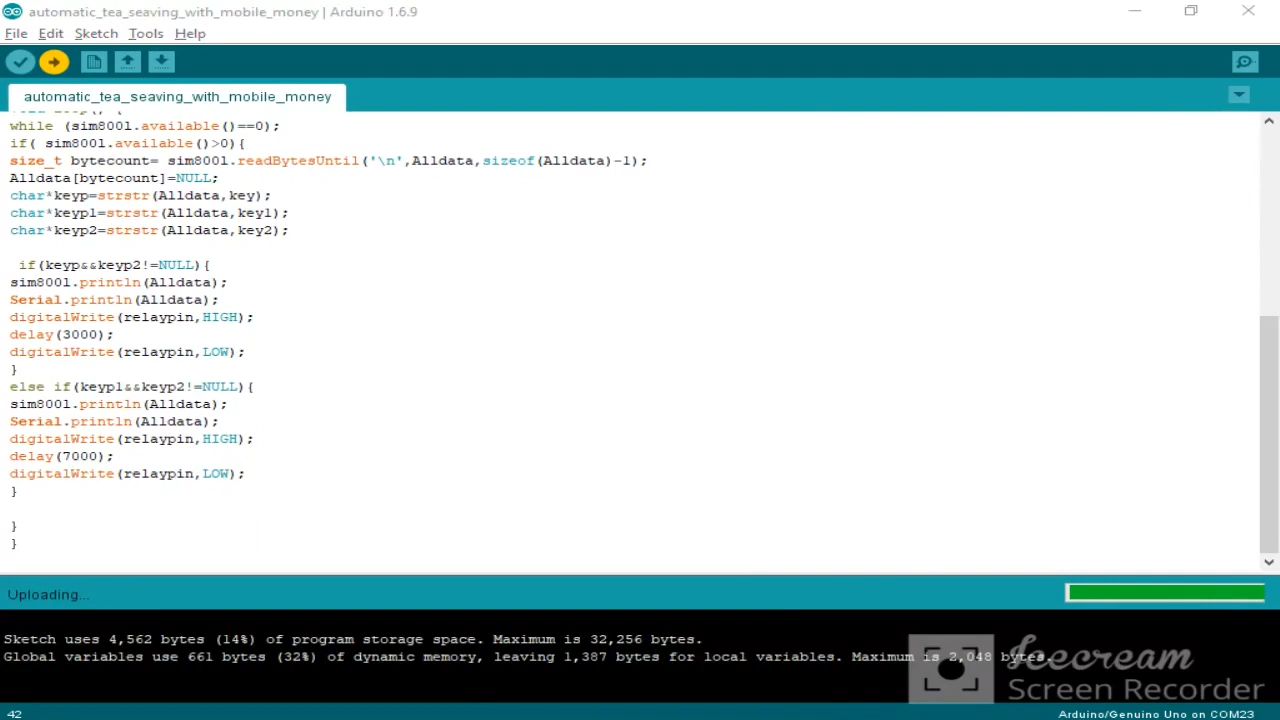 automatic_tea_seaving_with_mobile_money | Arduino 1.6.9
File Edit Sketch Tools Help
automatic_tea_seaving_with_mobile_money
void loop() {
while (sim800l.available()==0);
if( sim800l.available()>0){
size_t bytecount= sim800l.readBytesUntil('\n',Alldata,sizeof(Alldata)-1);
Alldata[bytecount]=NULL;
char*keyp=strstr(Alldata,key);
char*keyp1=strstr(Alldata,key1);
char*keyp2=strstr(Alldata,key2);
if(keyp&&keyp2!=NULL){
sim800l.println(Alldata);
Serial.println(Alldata);
digitalWrite(relaypin,HIGH);
delay(3000);
digitalWrite(relaypin,LOW);
}
else if(keyp1&&keyp2!=NULL){
sim800l.println(Alldata);
Serial.println(Alldata);
digitalWrite(relaypin,HIGH);
delay(7000);
digitalWrite(relaypin,LOW);
}
}
}
Uploading...
Sketch uses 4,562 bytes (14%) of program storage space. Maximum is 32,256 bytes.
Global variables use 661 bytes (32%) of dynamic memory, leaving 1,387 bytes for local variables. Maximum is 2,048 bytes.
Icecream
Screen Recorder
42
Arduino/Genuino Uno on COM23